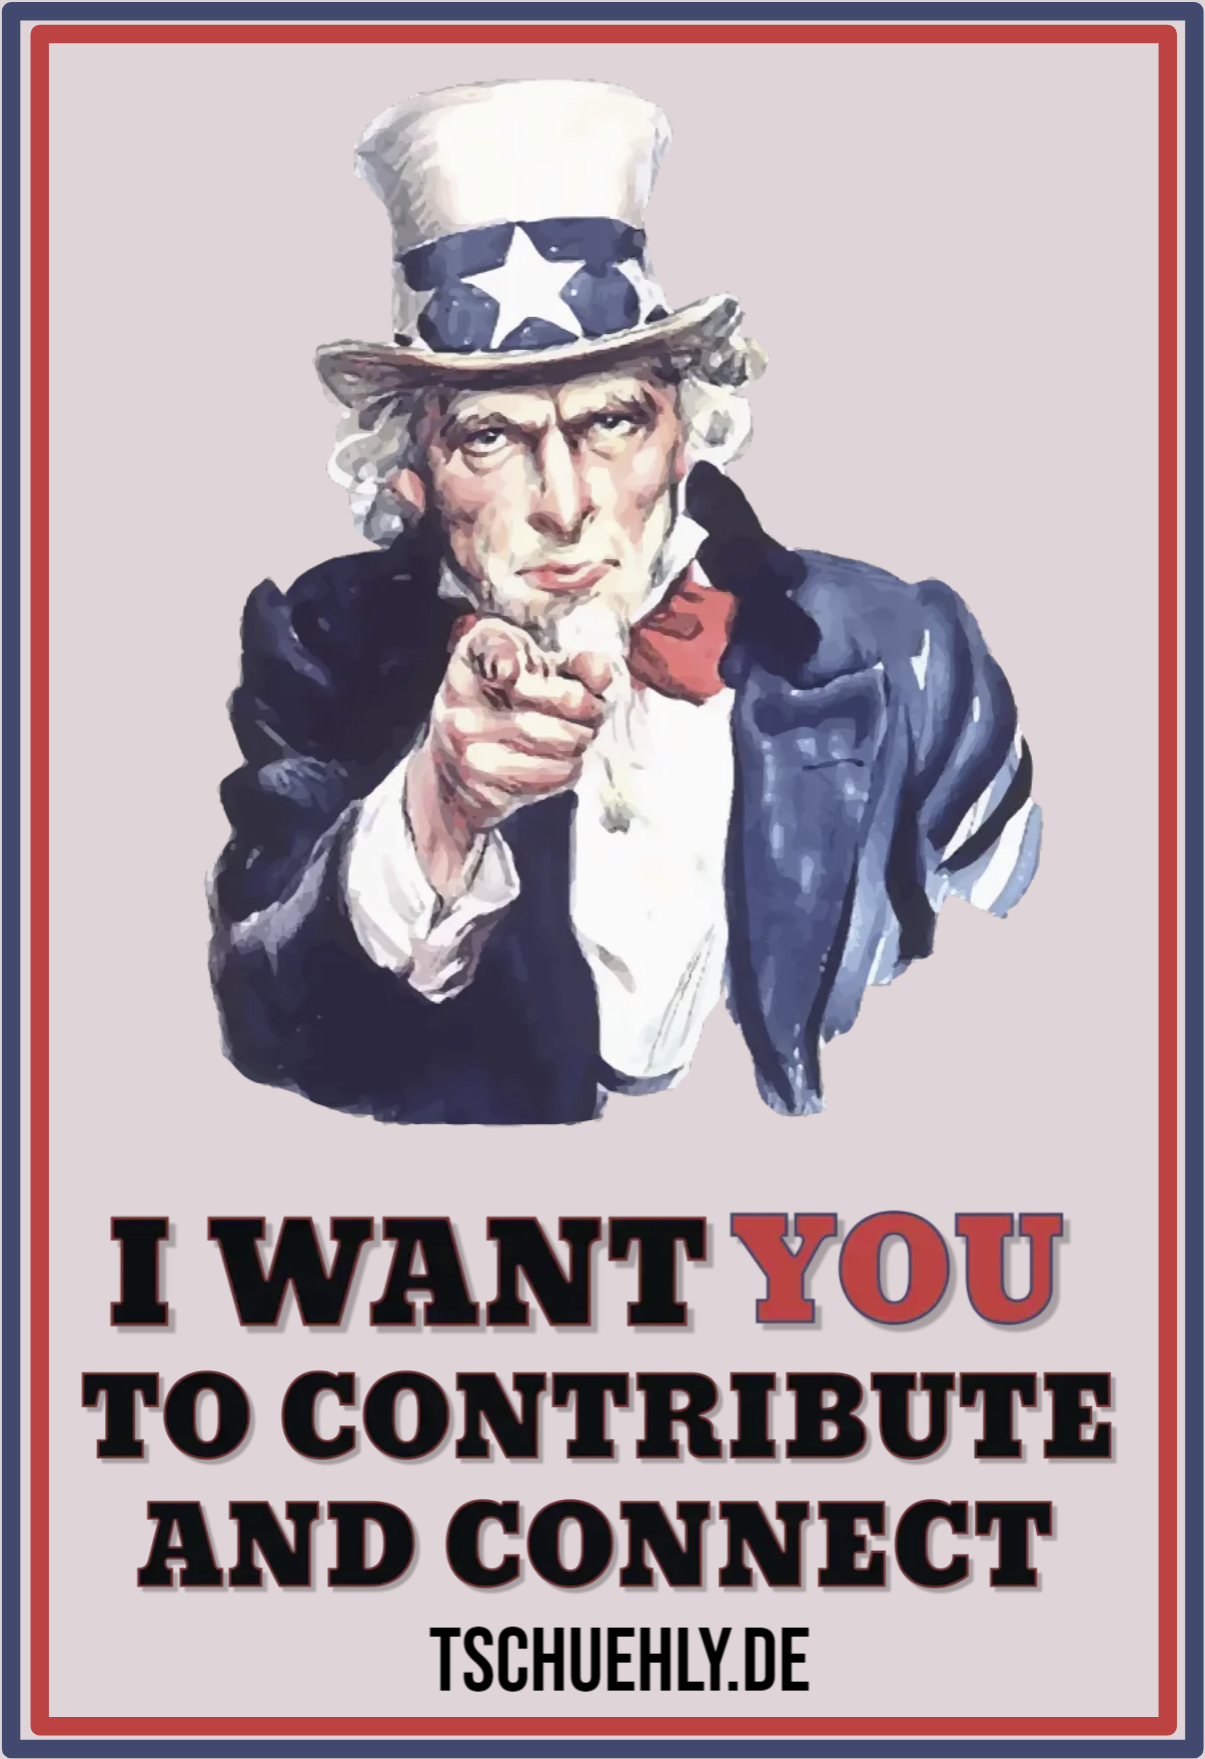 I WANT YOU
TO CONTRIBUTE
AND CONNECT
TSCHUEHLY.DE